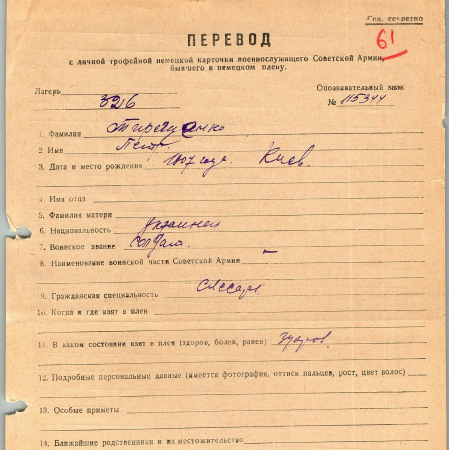 Сов. секретно
61
ПЕРЕВОД
с личной трофейной немецкой карточки военнослужащего Советской Армии,
бывшего в немецком плену.
Лагерь 326
Опознавательный знак
№ 115344
1. Фамилия
2. Имя Петр.
3. Дата и место рождения 1907 года. Киев.
4. Имя отца
5. Фамилия матери
6. Национальность украинец
7. Воинское звание солдат.
8. Наименование воинской части Советской Армии —
9. Гражданская специальность слесарь.
10. Когда и где взят в плен
11. В каком состоянии взят в плен (здоров, болен, ранен) Здоров.
12. Подробные персональные данные (имеется фотография, оттиск пальцев, рост, цвет волос)
13. Особые приметы
14. Ближайшие родственники и их местожительство